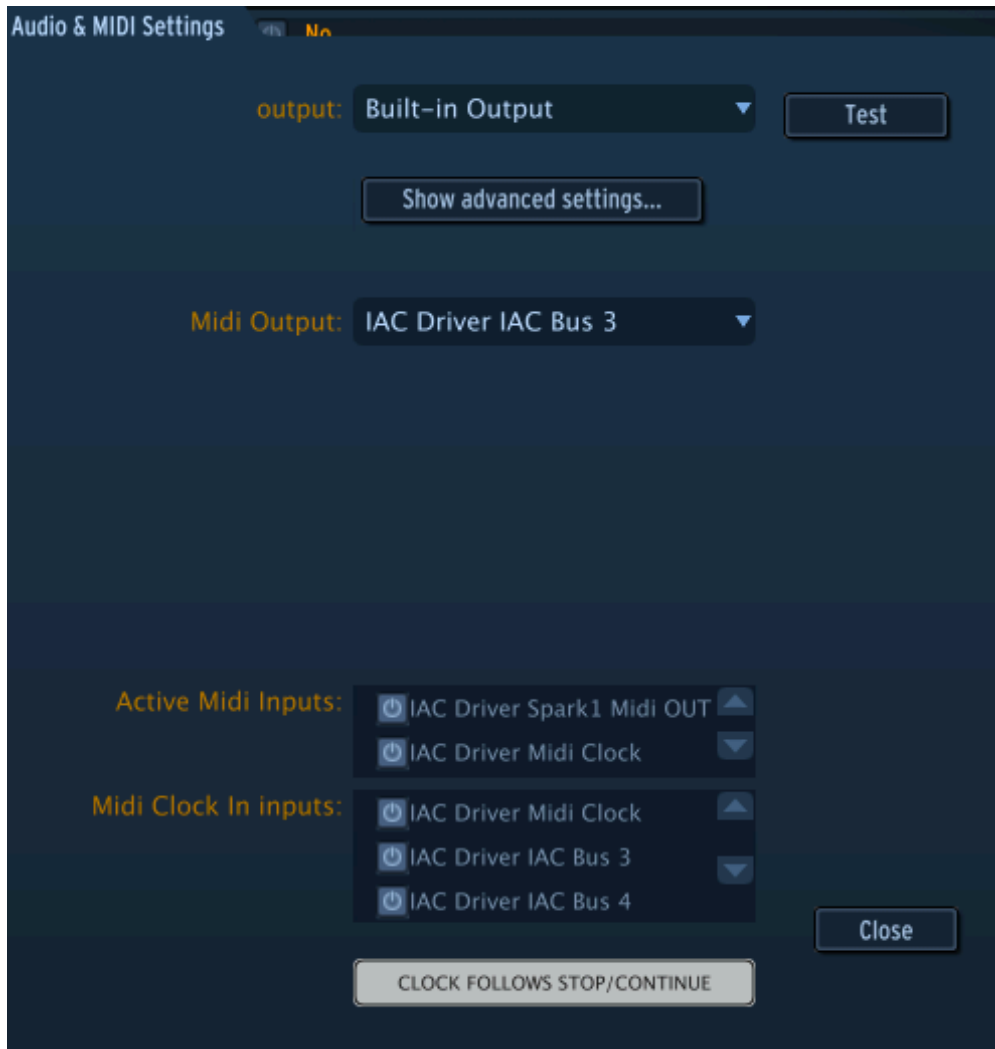 Audio & MIDI Settings
No
output: Built-in Output Test
Show advanced settings...
Midi Output: IAC Driver IAC Bus 3
Active Midi Inputs: IAC Driver Spark1 Midi OUT
IAC Driver Midi Clock
Midi Clock In inputs: IAC Driver Midi Clock
IAC Driver IAC Bus 3
IAC Driver IAC Bus 4
Close
CLOCK FOLLOWS STOP/CONTINUE